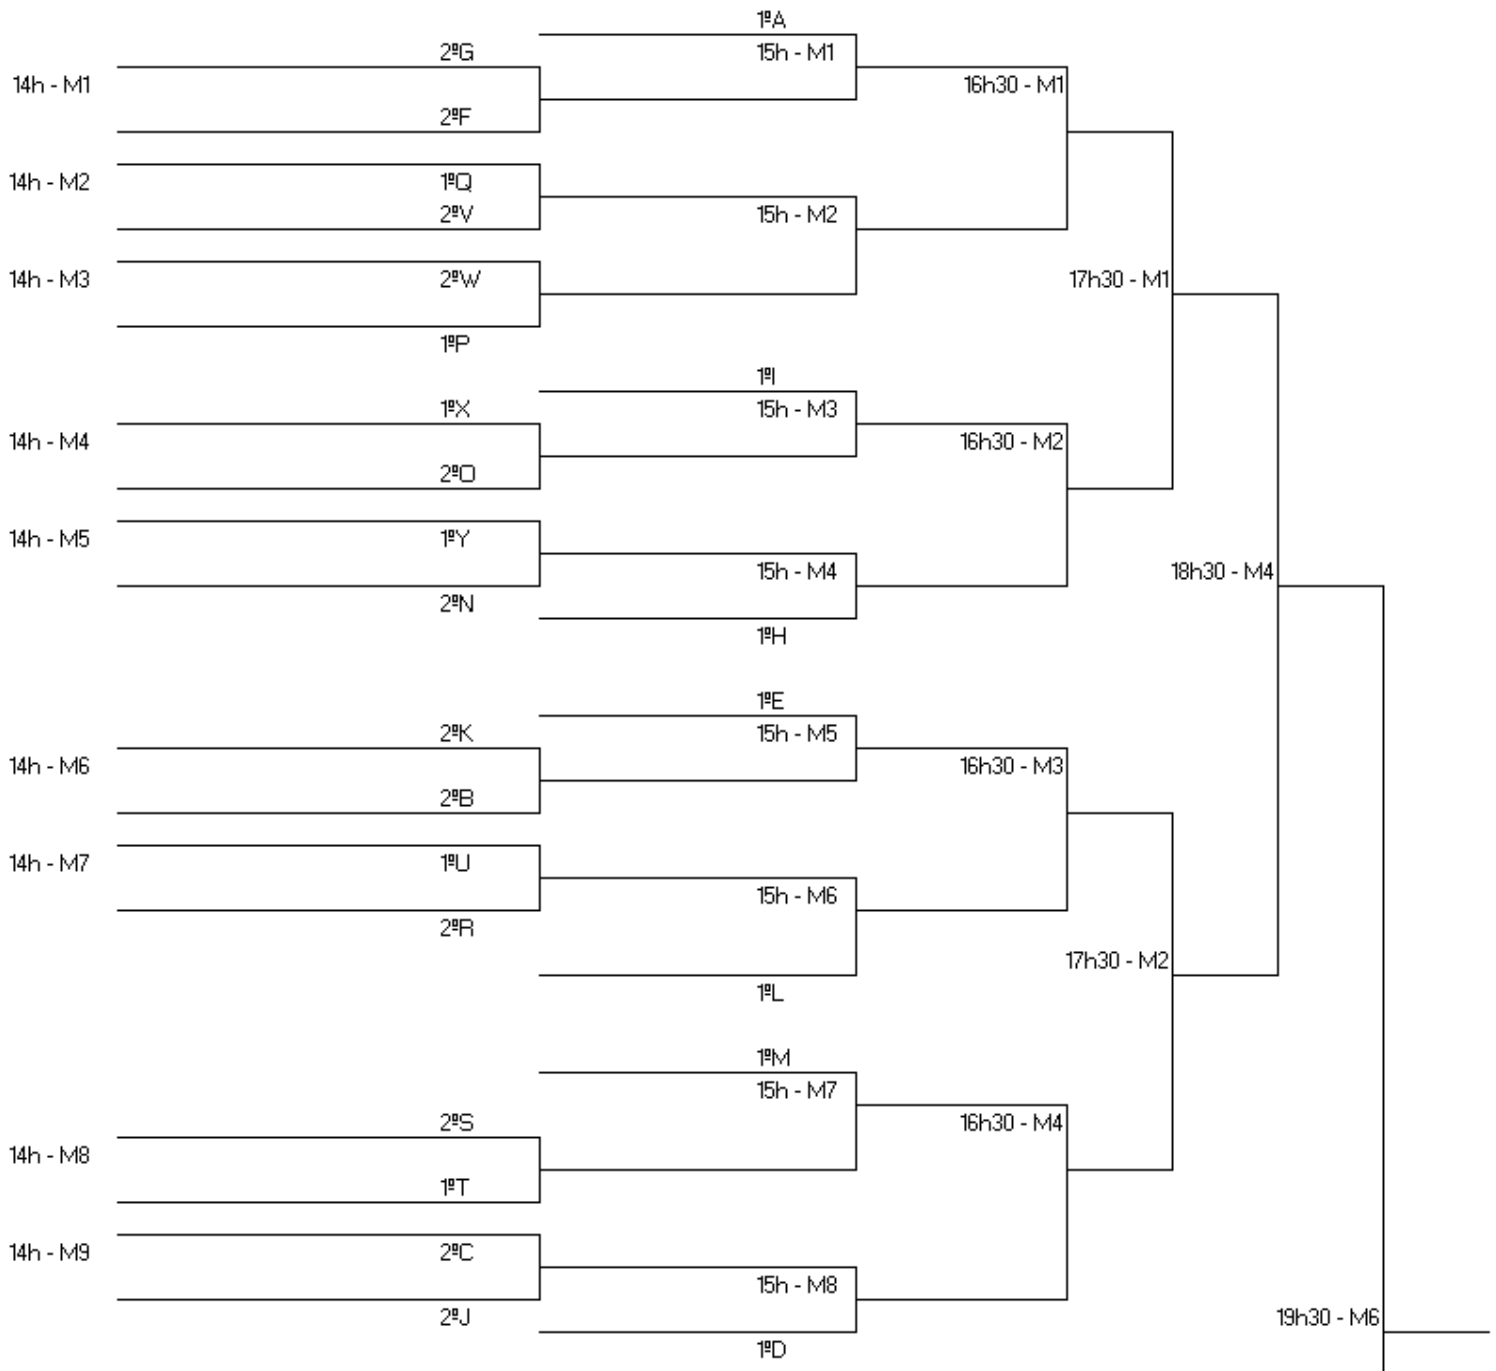 1ºA
2ºG
15h - M1
14h - M1
16h30 - M1
2ºF
14h - M2
1ºQ
2ºV
15h - M2
14h - M3
2ºW
17h30 - M1
1ºP
1ºI
1ºX
15h - M3
14h - M4
16h30 - M2
2ºO
14h - M5
1ºY
15h - M4
18h30 - M4
2ºN
1ºH
1ºE
2ºK
15h - M5
14h - M6
16h30 - M3
2ºB
14h - M7
1ºU
15h - M6
2ºR
17h30 - M2
1ºL
1ºM
15h - M7
2ºS
16h30 - M4
14h - M8
1ºT
14h - M9
2ºC
15h - M8
2ºJ
19h30 - M6
1ºD